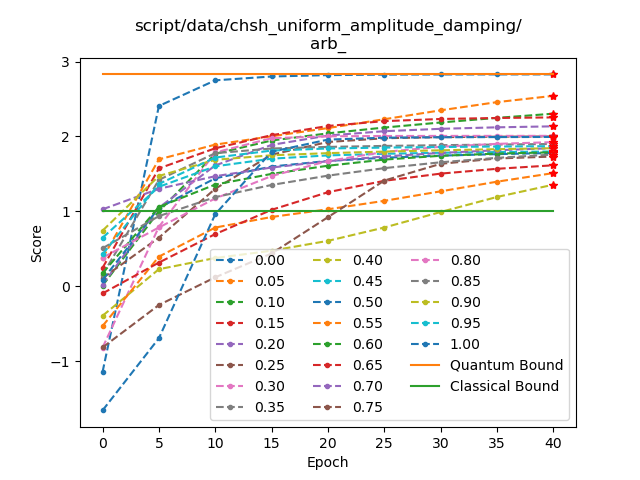 script/data/chsh_uniform_amplitude_damping/
arb_
3
2
1
0
−1
Score
0 5 10 15 20 25 30 35 40
Epoch
0.00 0.40 0.80
0.05 0.45 0.85
0.10 0.50 0.90
0.15 0.55 0.95
0.20 0.60 1.00
0.25 0.65 Quantum Bound
0.30 0.70 Classical Bound
0.35 0.75